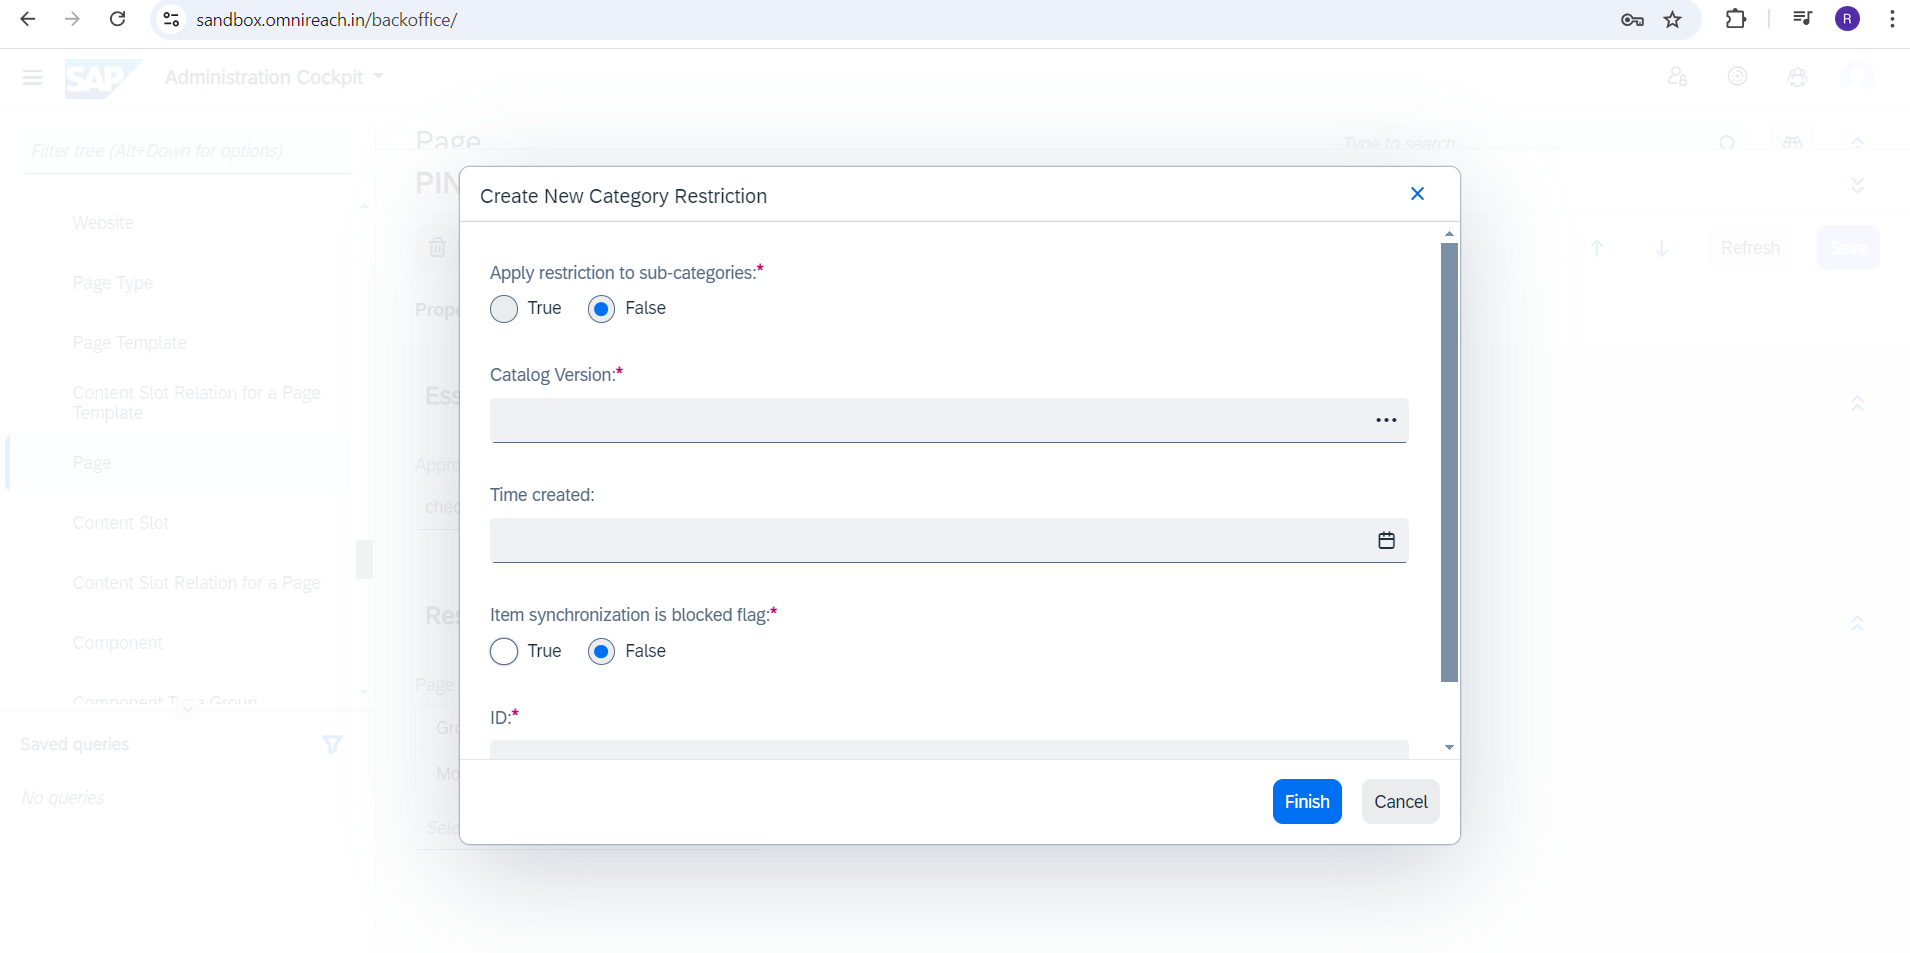 sandbox.omnireach.in/backoffice/
R
SAP
Administration Cockpit
Filter tree (Alt+Down for options)
Page
Type to search
PIN
Website
Create New Category Restriction
Refresh
Save
Page Type
Apply restriction to sub-categories:*
True
False
Prope
Page Template
Catalog Version:*
Content Slot Relation for a Page
Template
Ess
Page
Appro
Time created:
chec
Content Slot
Content Slot Relation for a Page
Item synchronization is blocked flag:*
Res
Component
True
False
Page
Component Type Group
ID:*
Gro
Saved queries
Mo
No queries
Finish
Cancel
Sele